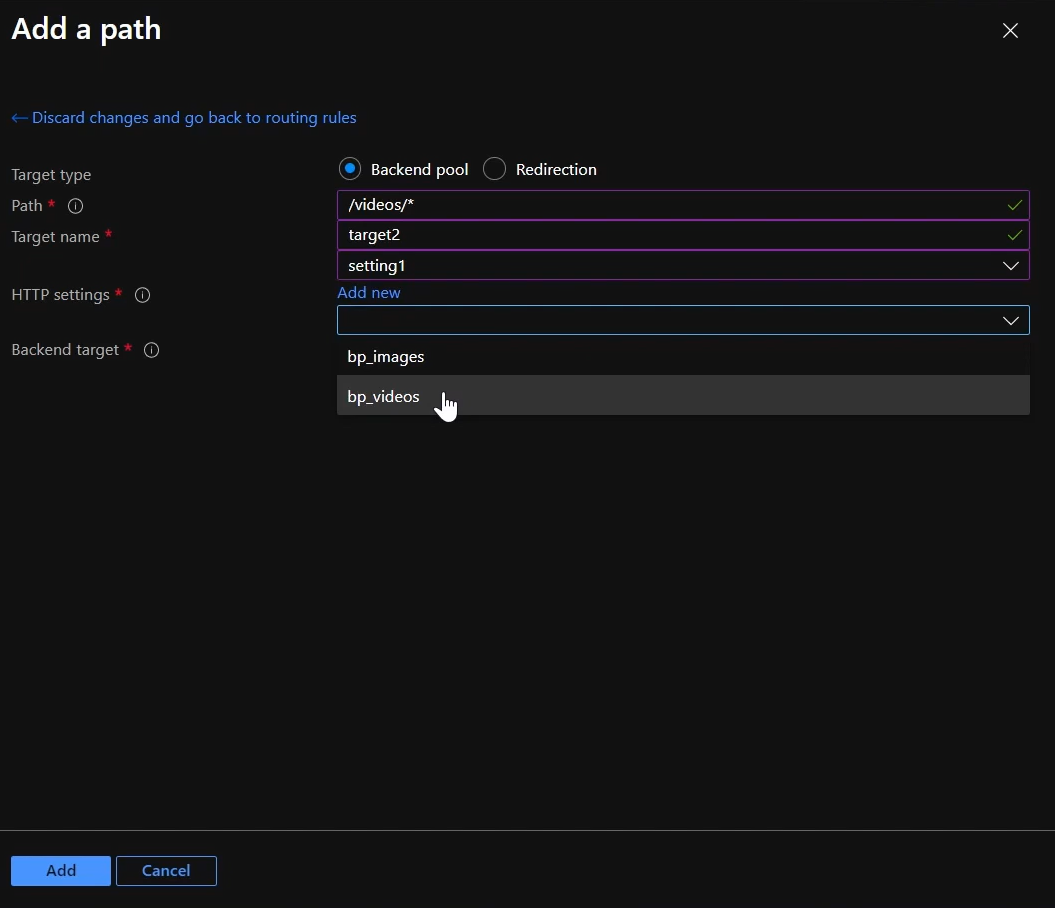 Add a path
← Discard changes and go back to routing rules
Target type
Backend pool
Redirection
Path *
/videos/*
Target name *
target2
setting1
HTTP settings *
Add new
Backend target *
bp_images
bp_videos
Add
Cancel